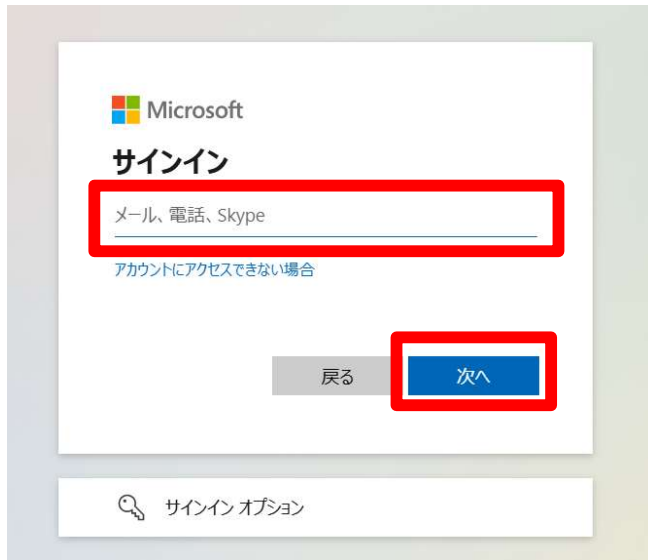 Microsoft
サインイン
メール、電話、Skype
アカウントにアクセスできない場合
戻る 次へ
サインイン オプション